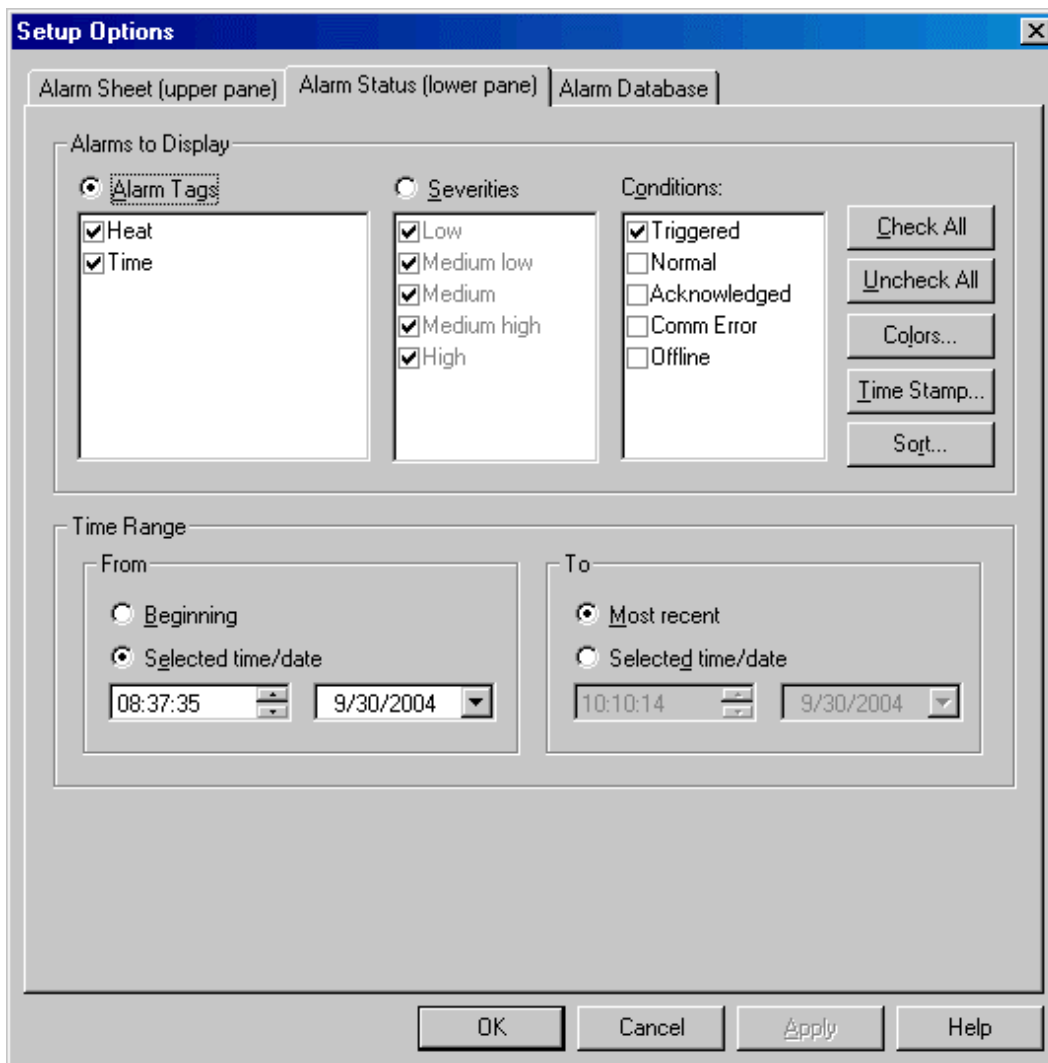 Setup Options
Alarm Sheet (upper pane) Alarm Status (lower pane) Alarm Database
Alarms to Display
Alarm Tags
Heat
Time
Severities
Low
Medium low
Medium
Medium high
High
Conditions:
Triggered
Normal
Acknowledged
Comm Error
Offline
Check All
Uncheck All
Colors...
Time Stamp...
Sort...
Time Range
From
Beginning
Selected time/date
08:37:35 9/30/2004
To
Most recent
Selected time/date
10:10:14 9/30/2004
OK Cancel Apply Help